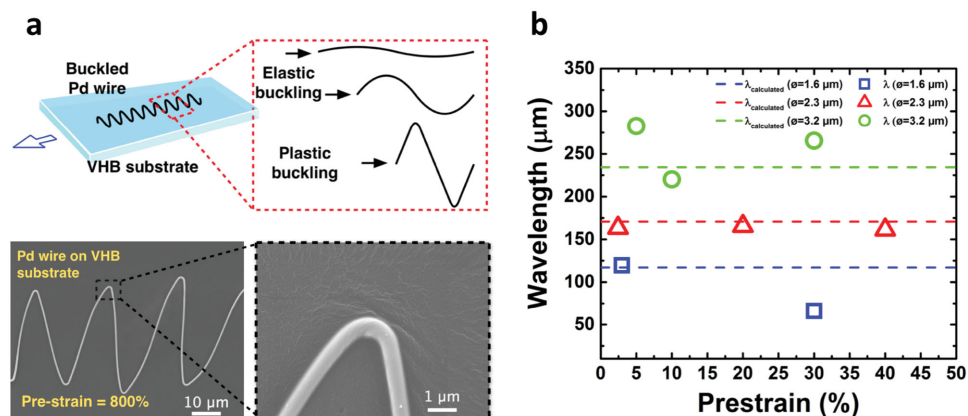 a
Buckled
Pd wire
VHB substrate
Elastic
buckling
Plastic
buckling
Pd wire on VHB
substrate
Pre-strain = 800%
10 µm
1 µm
b
Wavelength (µm)
350
300
250
200
150
100
50
λcalculated (ø=1.6 µm)
λ (ø=1.6 µm)
λcalculated (ø=2.3 µm)
λ (ø=2.3 µm)
λcalculated (ø=3.2 µm)
λ (ø=3.2 µm)
0 5 10 15 20 25 30 35 40 45 50
Prestrain (%)